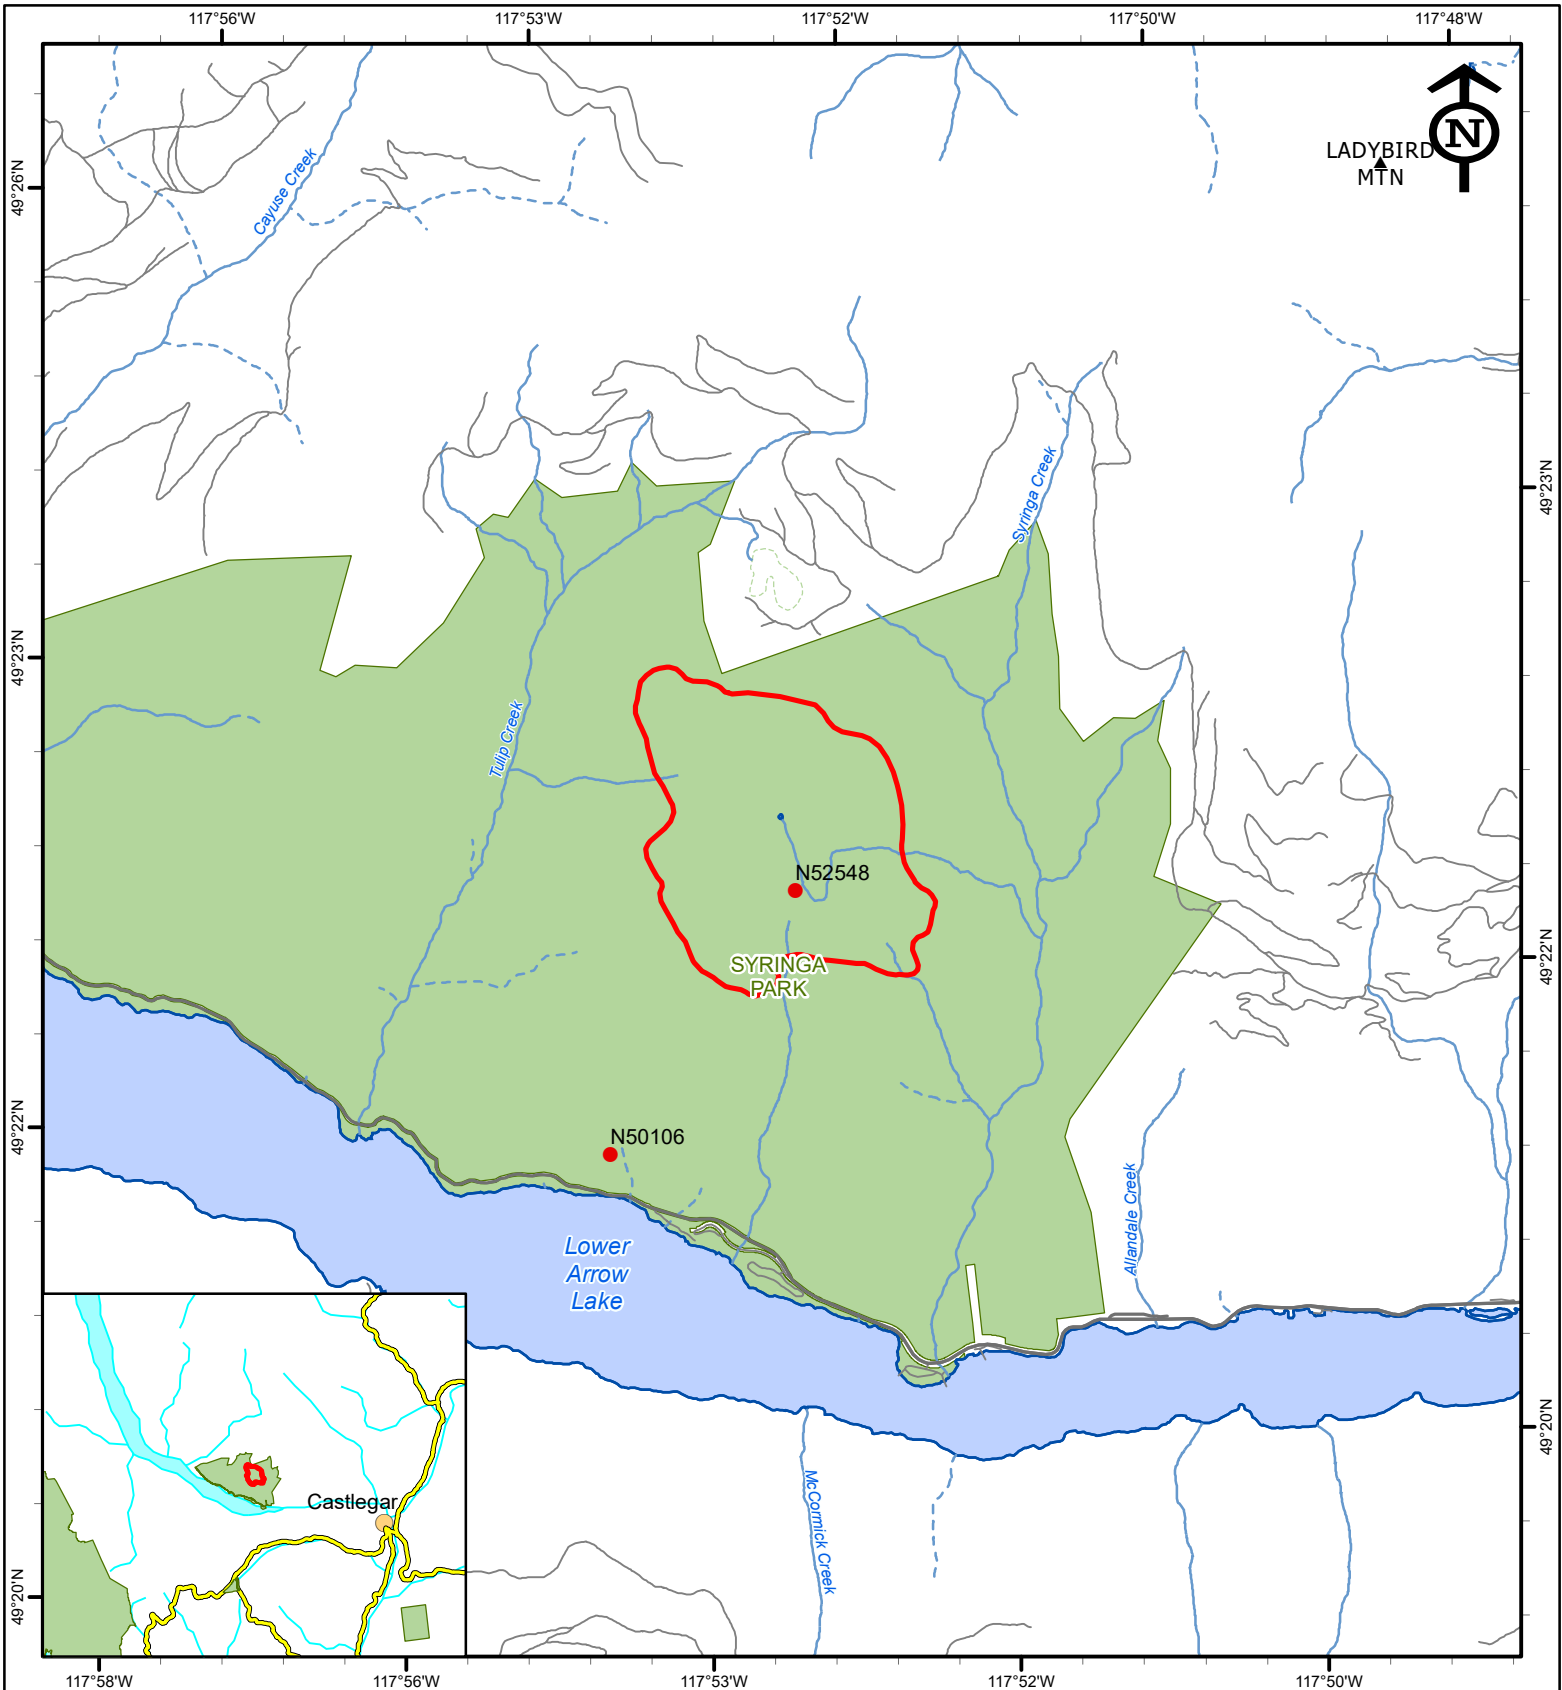 117°56'W
117°53'W
117°52'W
117°50'W
117°48'W
N
LADYBIRD
MTN
49°26'N
Cayuse Creek
49°23'N
Syringa Creek
49°23'N
Tulip Creek
N52548
49°22'N
SYRINGA
PARK
49°22'N
N50106
Allandale Creek
Lower
Arrow
Lake
49°20'N
Castlegar
McCormick Creek
49°20'N
117°58'W
117°56'W
117°53'W
117°52'W
117°50'W